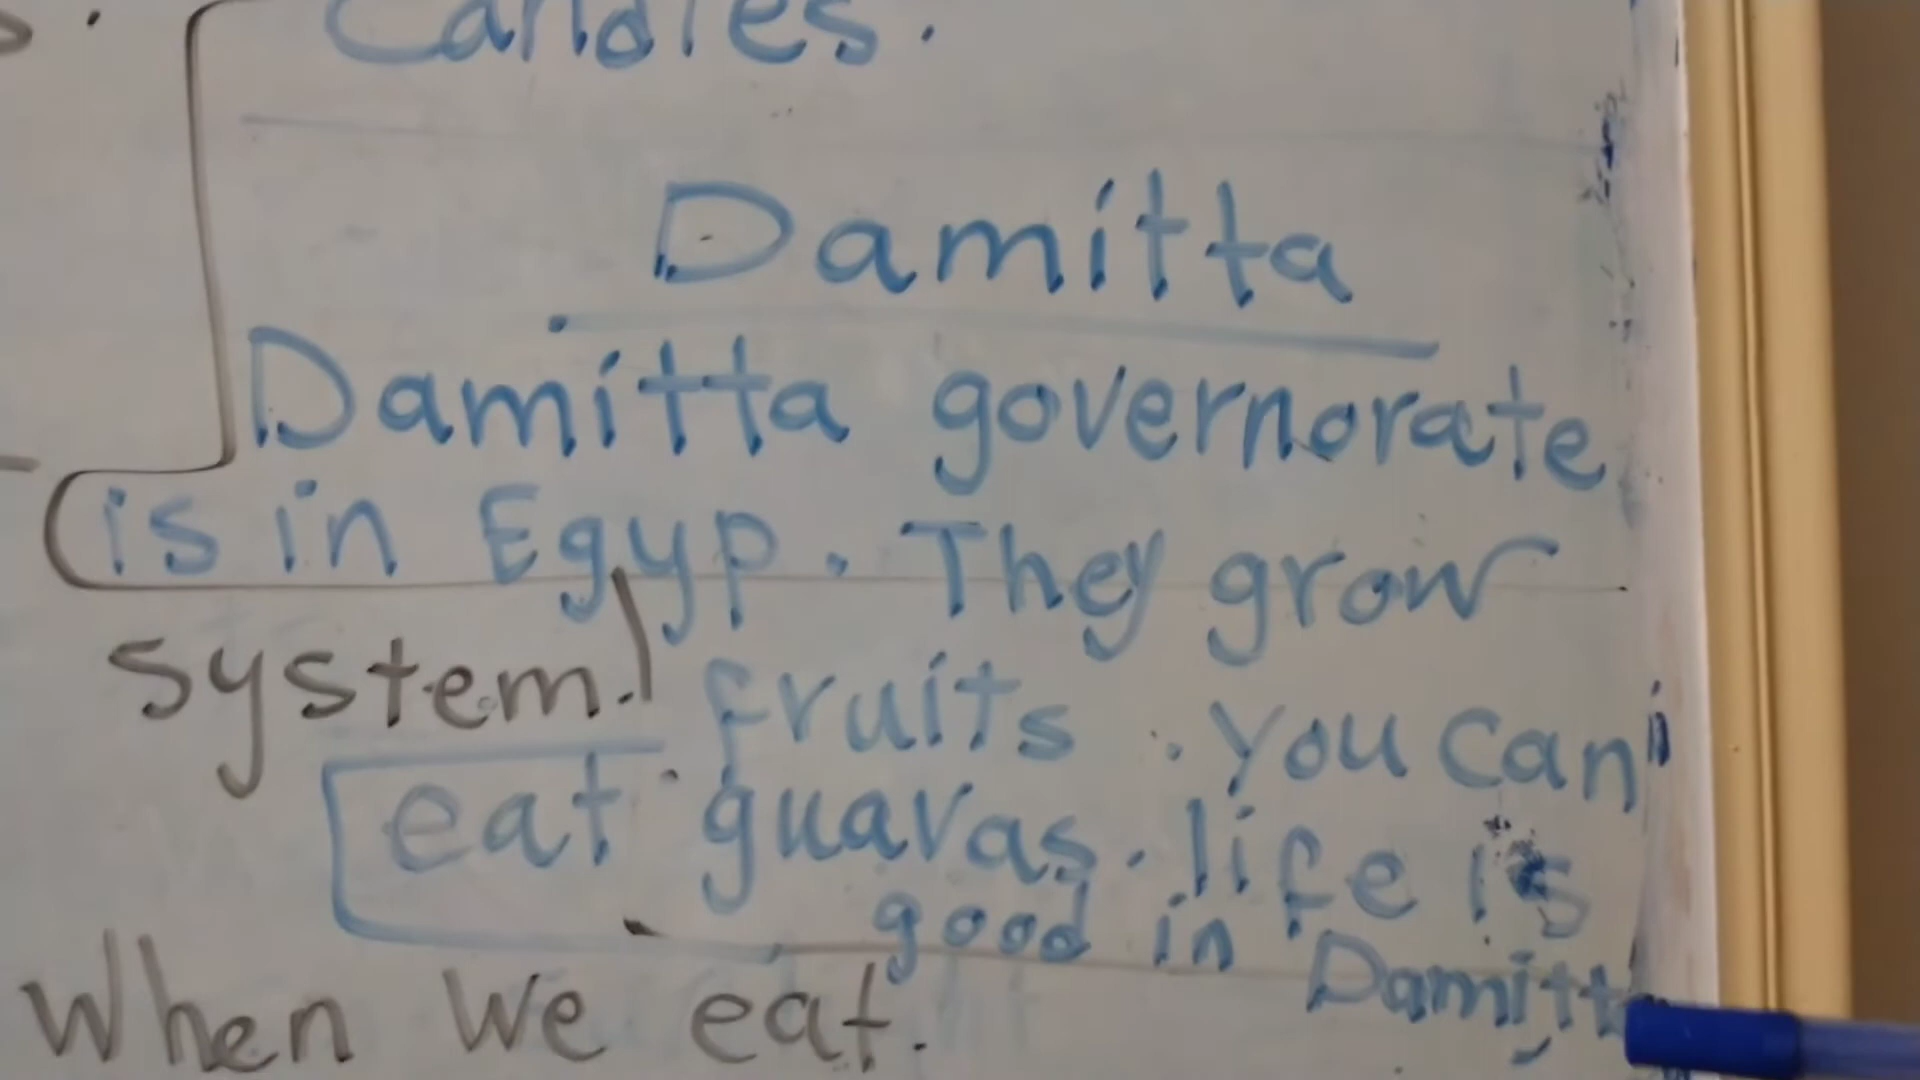 Candles.
Damitta
Damitta governorate
is in Egyp. They grow
system.
fruits. You can
eat guavas. life is
good in Damitt
When we eat.